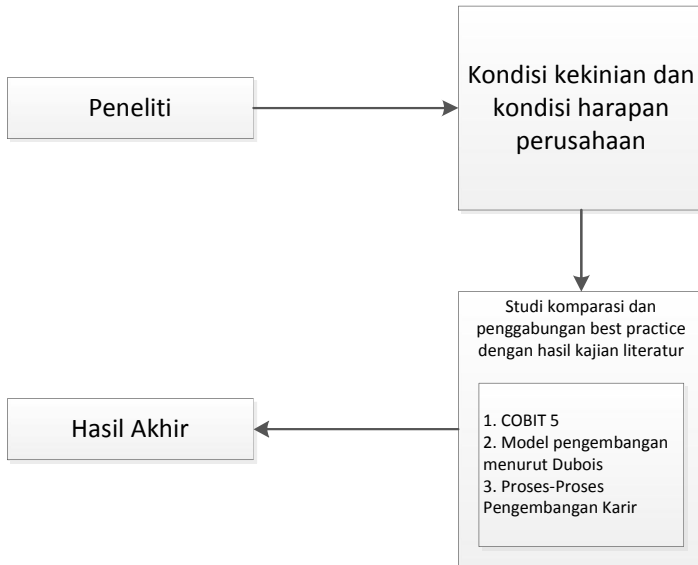 Peneliti
Kondisi kekinian dan
kondisi harapan
perusahaan
Studi komparasi dan
penggabungan best practice
dengan hasil kajian literatur
1. COBIT 5
2. Model pengembangan
menurut Dubois
3. Proses-Proses
Pengembangan Karir
Hasil Akhir